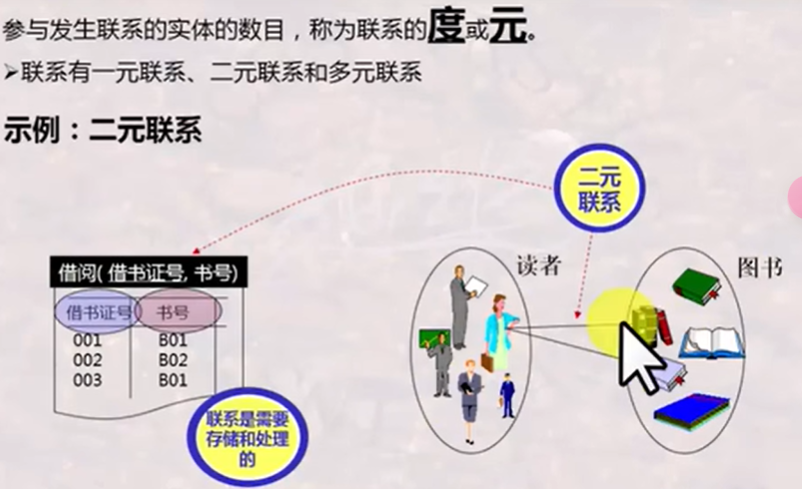 参与发生联系的实体的数目，称为联系的度或元。
➢联系有一元联系、二元联系和多元联系
示例：二元联系
二元
联系
借阅( 借书证号, 书号)
读者
图书
借书证号 书号
001 B01
002 B02
003 B01
联系是需要
存储和处理
的